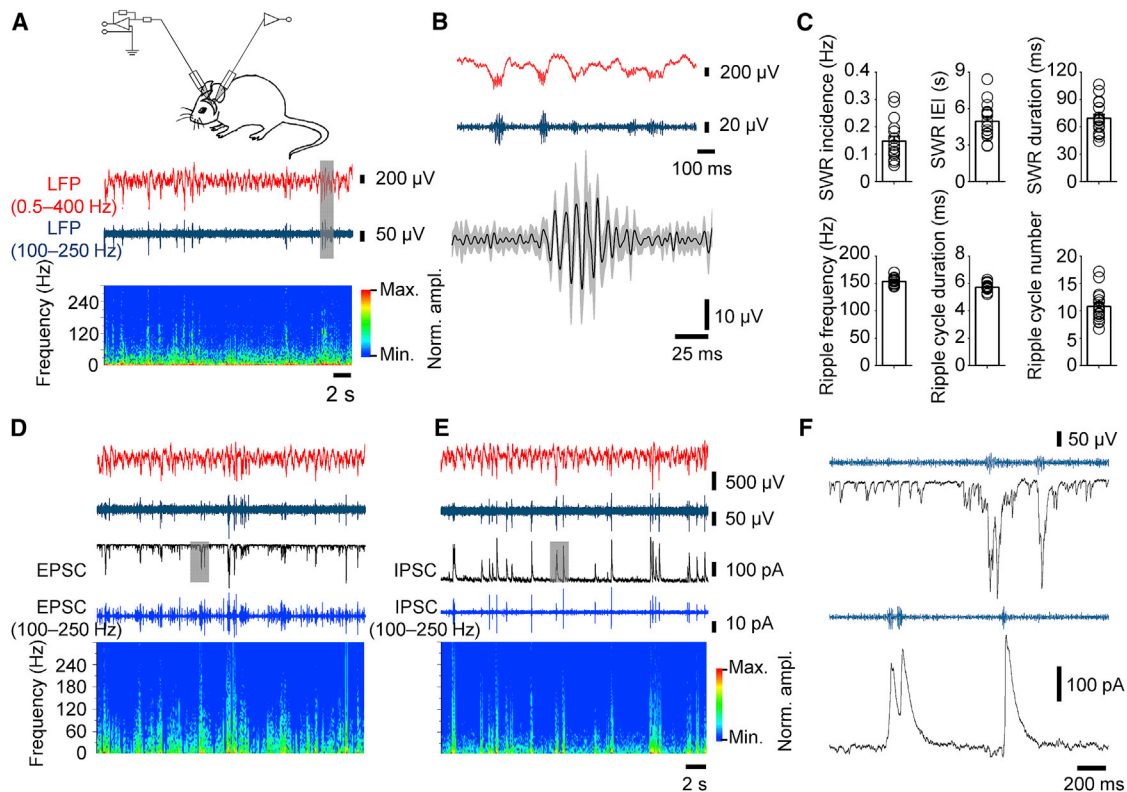 A
LFP
(0.5–400 Hz)
200 µV
LFP
(100–250 Hz)
50 µV
Frequency (Hz)
240
120
0
Max.
Min.
Norm. ampl.
2 s
B
200 µV
20 µV
100 ms
10 µV
25 ms
C
SWR incidence (Hz)
0.4
0.3
0.2
0.1
0
SWR IEI (s)
9
6
3
0
SWR duration (ms)
120
90
60
30
0
Ripple frequency (Hz)
200
150
100
50
0
Ripple cycle duration (ms)
8
6
4
2
0
Ripple cycle number
20
15
10
5
0
D
EPSC
EPSC
(100–250 Hz)
Frequency (Hz)
240
180
120
60
0
E
500 µV
50 µV
IPSC
100 pA
IPSC
(100–250 Hz)
10 pA
Max.
Min.
Norm. ampl.
2 s
F
50 µV
100 pA
200 ms